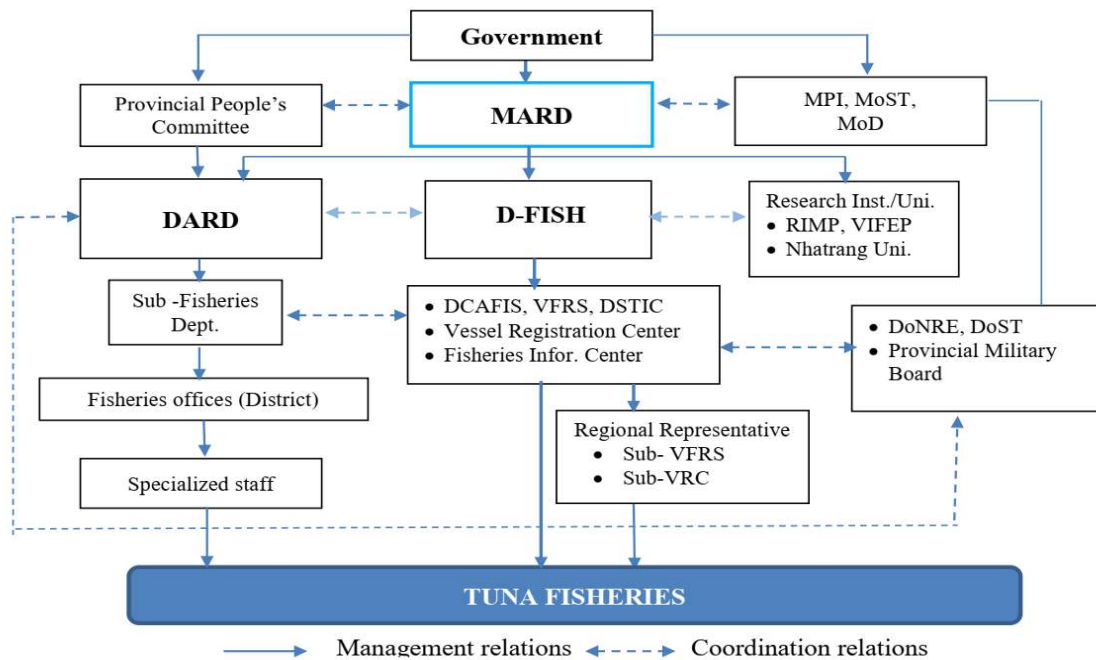 Government
Provincial People's
Committee
MARD
MPI, MoST,
MoD
DARD
D-FISH
Research Inst./Uni.
• RIMP, VIFEP
• Nhatrang Uni.
Sub -Fisheries
Dept.
• DCAFIS, VFRS, DSTIC
• Vessel Registration Center
• Fisheries Infor. Center
• DoNRE, DoST
• Provincial Military
Board
Fisheries offices (District)
Regional Representative
• Sub- VFRS
• Sub-VRC
Specialized staff
TUNA FISHERIES
Management relations
Coordination relations